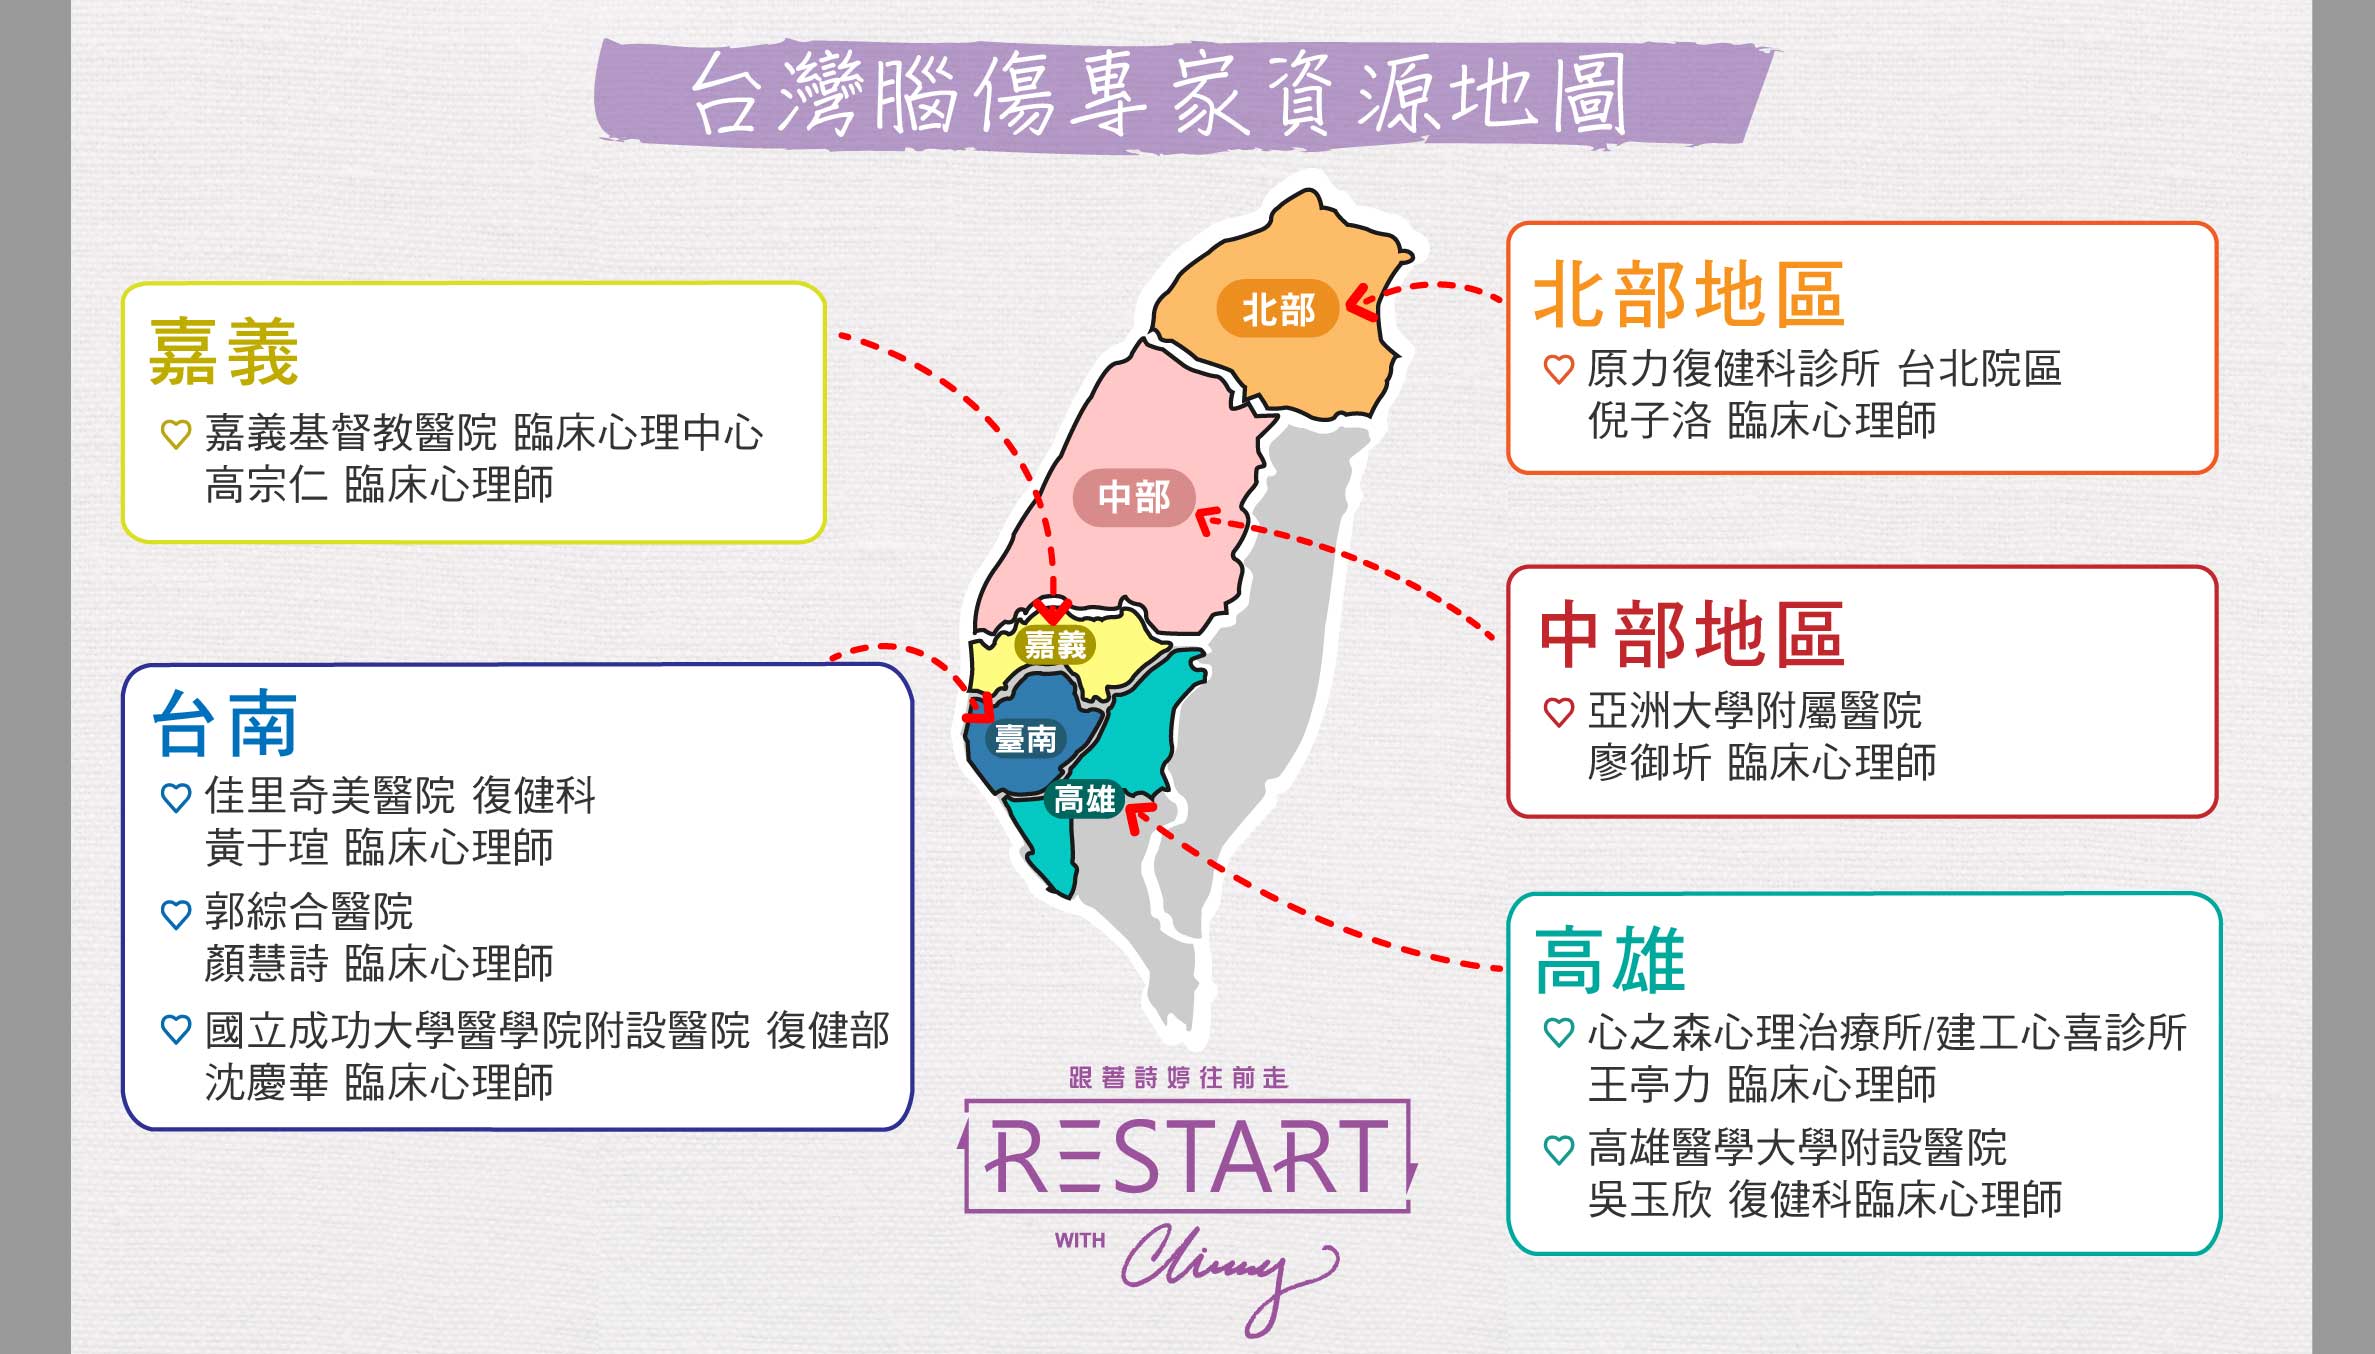 台灣腦傷專家資源地圖
嘉義
嘉義基督教醫院 臨床心理中心
高宗仁 臨床心理師
台南
佳里奇美醫院 復健科
黃于瑄 臨床心理師
郭綜合醫院
顏慧詩 臨床心理師
國立成功大學醫學院附設醫院 復健部
沈慶華 臨床心理師
北部
中部
嘉義
臺南
高雄
北部地區
原力復健科診所 台北院區
倪子洛 臨床心理師
中部地區
亞洲大學附屬醫院
廖御圻 臨床心理師
高雄
心之森心理治療所/建工心喜診所
王亭力 臨床心理師
高雄醫學大學附設醫院
吳玉欣 復健科臨床心理師
跟著詩婷往前走
RESTART
WITH